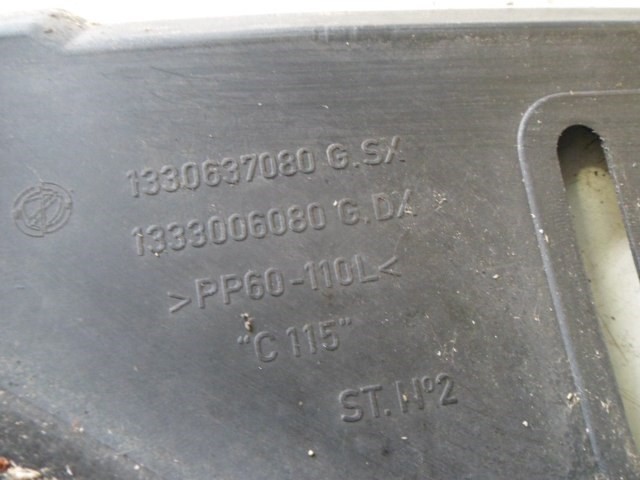 1330637080 G.SX
1333006080 G.DX
>PP60-110L<
"C 115"
ST. Nº2